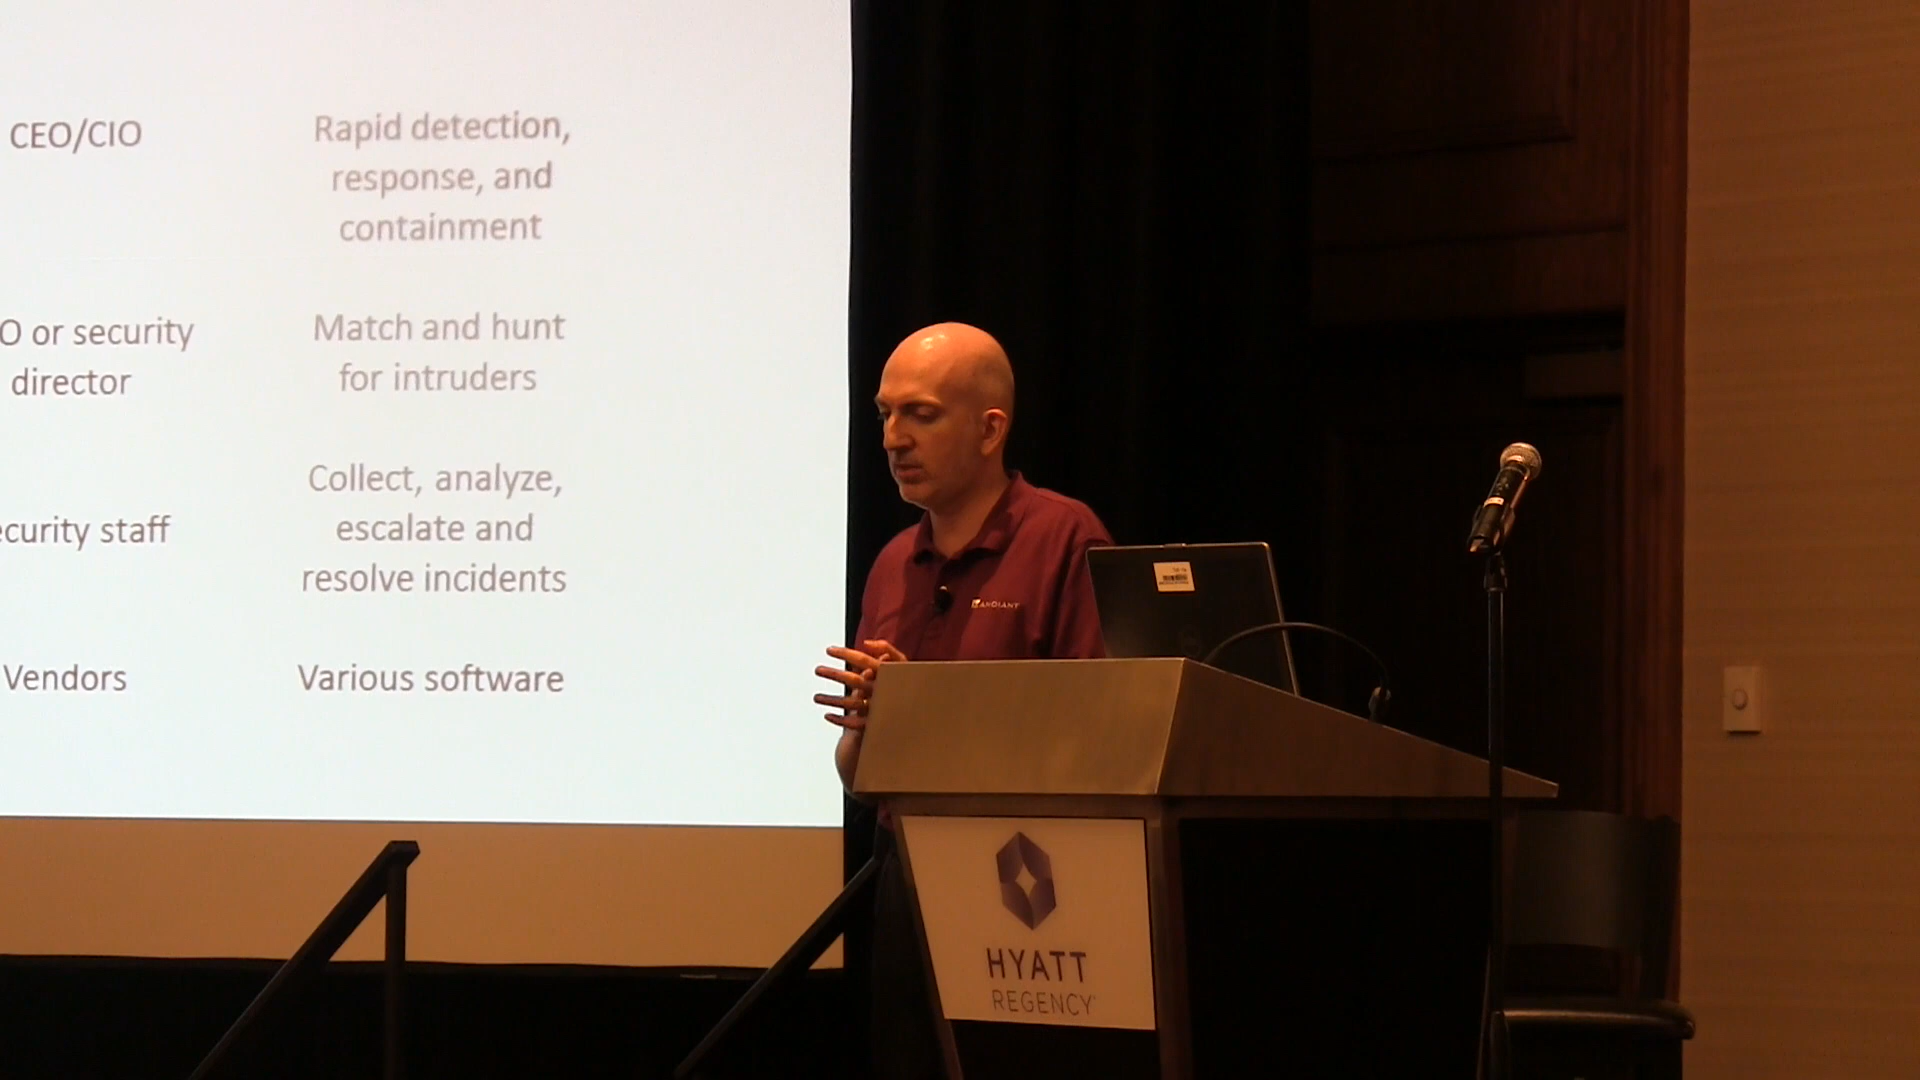 CEO/CIO
Rapid detection,
response, and
containment
O or security
director
Match and hunt
for intruders
ecurity staff
Collect, analyze,
escalate and
resolve incidents
Vendors
Various software
MANDIANT
HYATT
REGENCY